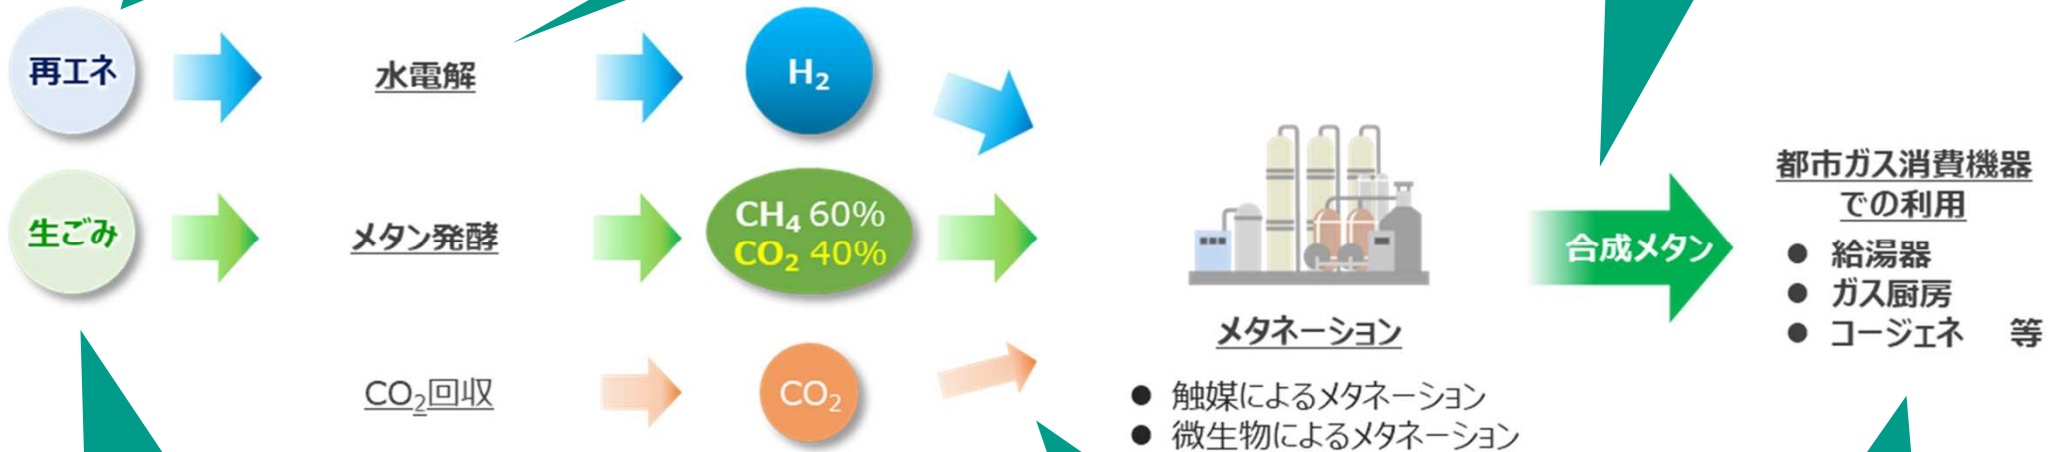 再エネ
水電解
H₂
生ごみ
メタン発酵
CH₄ 60%
CO₂ 40%
CO₂回収
CO₂
メタネーション
● 触媒によるメタネーション
● 微生物によるメタネーション
合成メタン
都市ガス消費機器
での利用
● 給湯器
● ガス厨房
● コージェネ 等